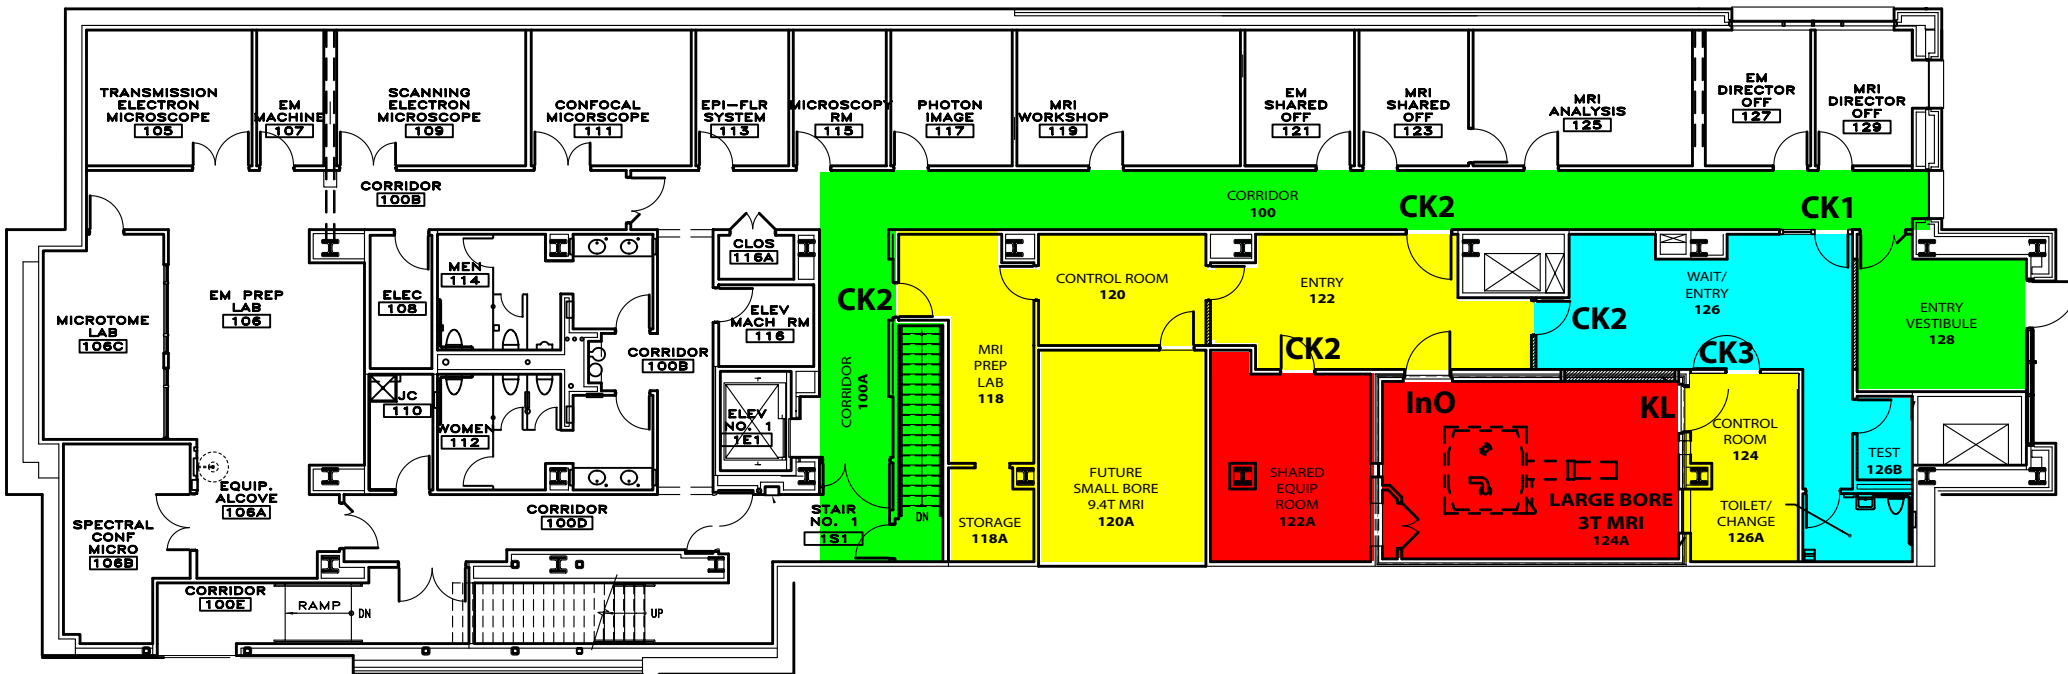 TRANSMISSION
ELECTRON
MICROSCOPE
105
EM
MACHINE
107
SCANNING
ELECTRON
MICROSCOPE
109
CONFOCAL
MICORSCOPE
111
EPI-FLR
SYSTEM
113
MICROSCOPY
RM
115
PHOTON
IMAGE
117
MRI
WORKSHOP
119
EM
SHARED
OFF
121
MRI
SHARED
OFF
123
MRI
ANALYSIS
125
EM
DIRECTOR
OFF
127
MRI
DIRECTOR
OFF
129
CORRIDOR
100B
CORRIDOR
100
CK2
CK1
CLOS
116A
MEN
114
ELEC
108
EM PREP
LAB
106
MICROTOME
LAB
106C
ELEV
MACH RM
116
CK2
CONTROL ROOM
120
ENTRY
122
WAIT/
ENTRY
126
CK2
ENTRY
VESTIBULE
128
CORRIDOR
100B
MRI
PREP
LAB
118
CK2
CK3
CORRIDOR
100A
JC
110
WOMEN
112
ELEV
NO. 1
1E1
InO
KL
CONTROL
ROOM
124
TEST
126B
FUTURE
SMALL BORE
9.4T MRI
120A
SHARED
EQUIP
ROOM
122A
LARGE BORE
3T MRI
124A
TOILET/
CHANGE
126A
EQUIP.
ALCOVE
106A
CORRIDOR
100D
STAIR
NO. 1
1S1
DN
STORAGE
118A
SPECTRAL
CONF
MICRO
106B
CORRIDOR
100E
RAMP
DN
UP